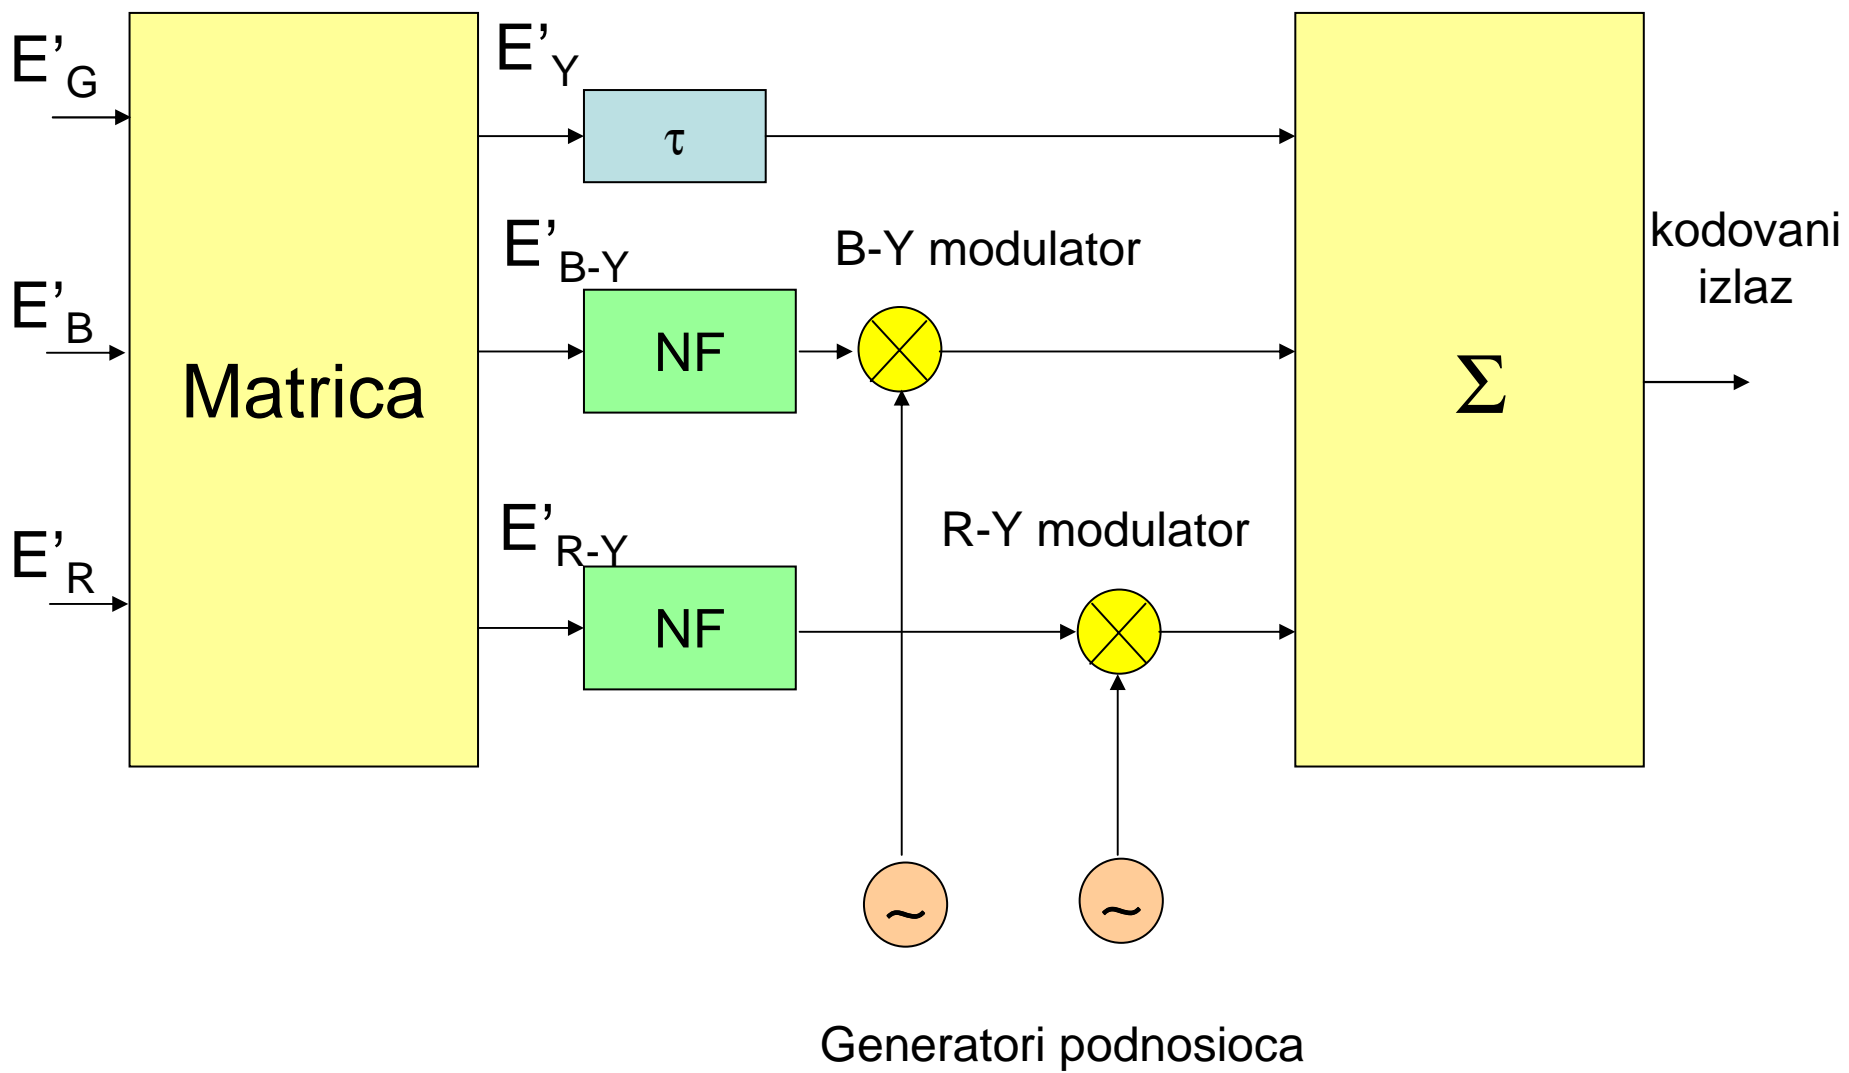 E’G
E’B
E’R
Matrica
E’Y
τ
E’B-Y
NF
B-Y modulator
E’R-Y
NF
R-Y modulator
~
~
Generatori podnosioca
Σ
kodovani
izlaz